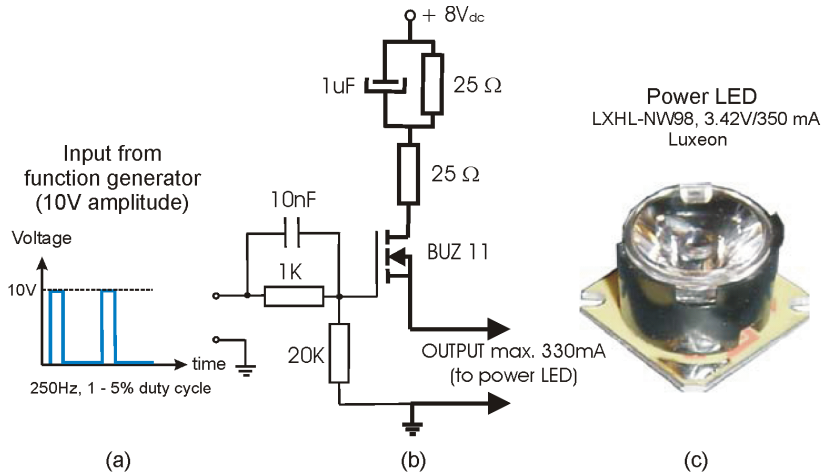 + 8Vdc
1uF
25 Ω
25 Ω
Input from
function generator
(10V amplitude)
Voltage
10V
time
250Hz, 1 - 5% duty cycle
10nF
1K
20K
BUZ 11
OUTPUT max. 330mA
(to power LED)
Power LED
LXHL-NW98, 3.42V/350 mA
Luxeon
(a)
(b)
(c)